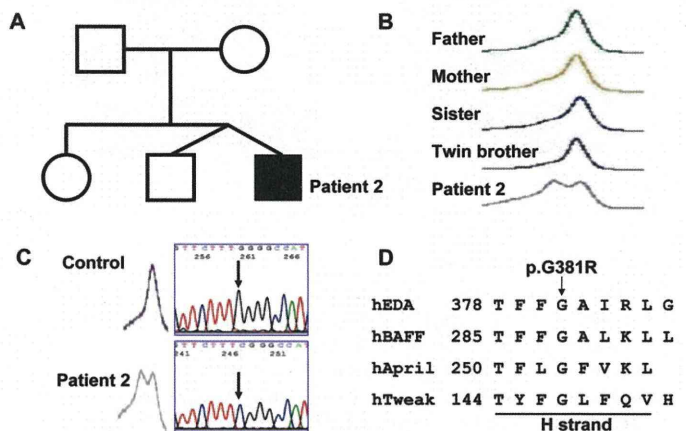 A
Patient 2
B
Father
Mother
Sister
Twin brother
Patient 2
C
Control
T T C T T T G G G G C C A T
256 261 266
Patient 2
241 246 251
D
p.G381R
hEDA 378 T F F G A I R L G
hBAFF 285 T F F G A L K L L
hApril 250 T F L G F V K L
hTweak 144 T Y F G L F Q V H
H strand